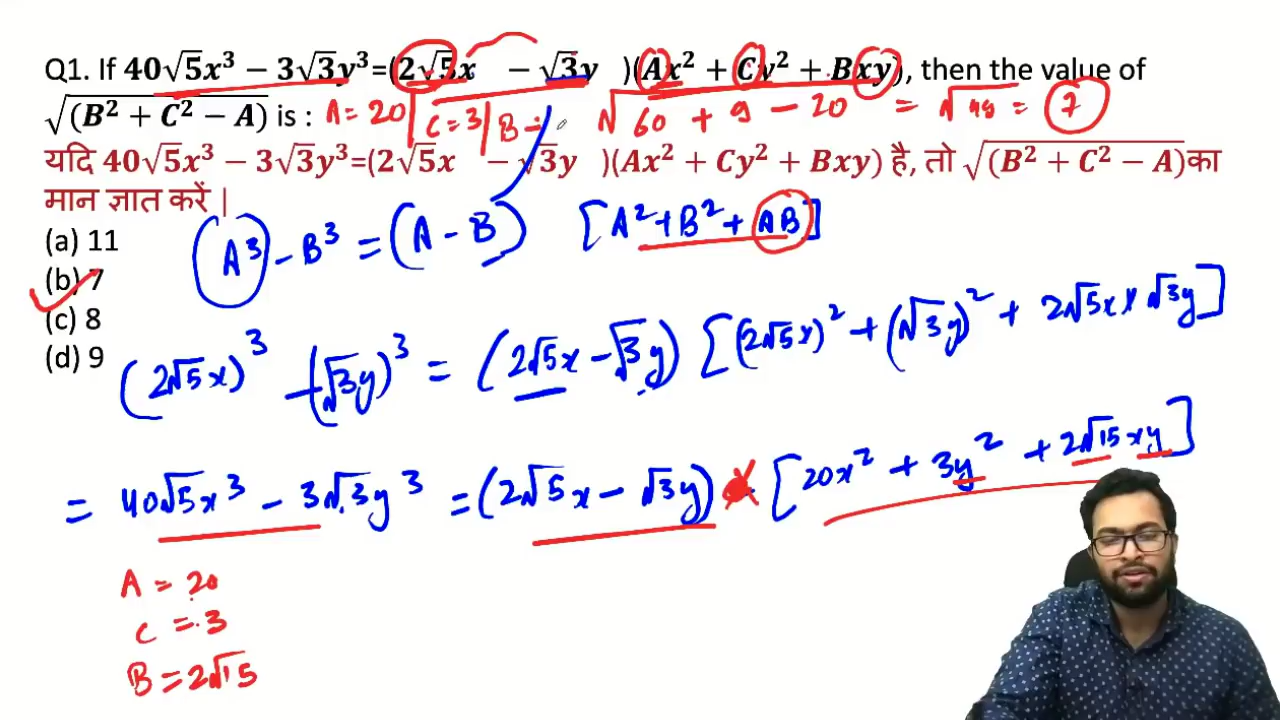 Q1. If 40√5x³ − 3√3y³=(2√5x − √3y )(Ax² + Cy² + Bxy), then the value of
√(B² + C² − A) is : A = 20 | C = 3 | B = √60 + 9 − 20 = √49 = 7
यदि 40√5x³ − 3√3y³=(2√5x − √3y )(Ax² + Cy² + Bxy) है, तो √(B² + C² − A)का
मान ज्ञात करें |
(a) 11
(b) 7
(c) 8
(d) 9
A³ − B³ = (A − B) [A² + B² + AB]
(2√5x)³ − (√3y)³ = (2√5x − √3y) [(2√5x)² + (√3y)² + 2√5x × √3y]
= 40√5x³ − 3√3y³ = (2√5x − √3y) [20x² + 3y² + 2√15xy]
A = 20
C = 3
B = 2√15